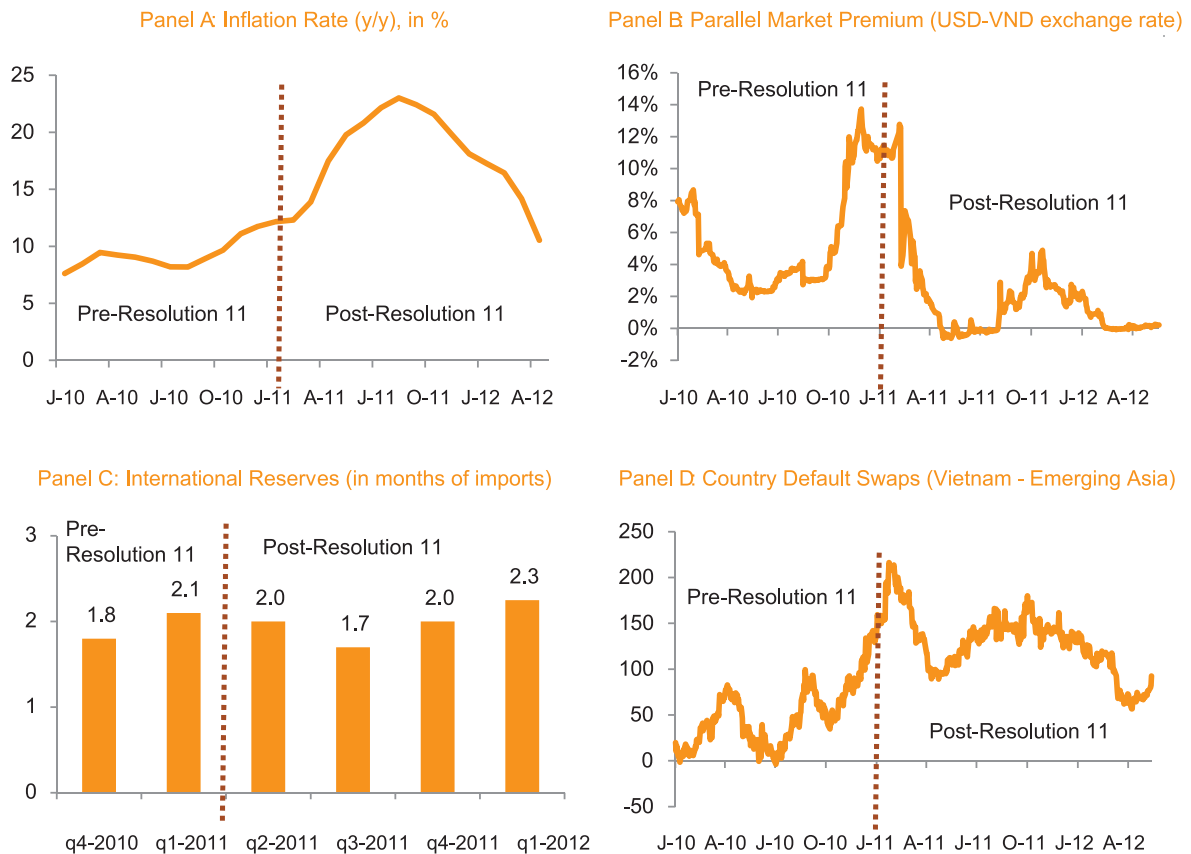 Panel A: Inflation Rate (y/y), in %
25
20
15
10
5
0
Pre-Resolution 11
Post-Resolution 11
J-10 A-10 J-10 O-10 J-11 A-11 J-11 O-11 J-12 A-12
Panel B: Parallel Market Premium (USD-VND exchange rate)
16%
14%
12%
10%
8%
6%
4%
2%
0%
-2%
Pre-Resolution 11
Post-Resolution 11
J-10 A-10 J-10 O-10 J-11 A-11 J-11 O-11 J-12 A-12
Panel C: International Reserves (in months of imports)
3
2
1
0
Pre-
Resolution 11
Post-Resolution 11
1.8 2.1 2.0 1.7 2.0 2.3
q4-2010 q1-2011 q2-2011 q3-2011 q4-2011 q1-2012
Panel D: Country Default Swaps (Vietnam - Emerging Asia)
250
200
150
100
50
0
-50
Pre-Resolution 11
Post-Resolution 11
J-10 A-10 J-10 O-10 J-11 A-11 J-11 O-11 J-12 A-12